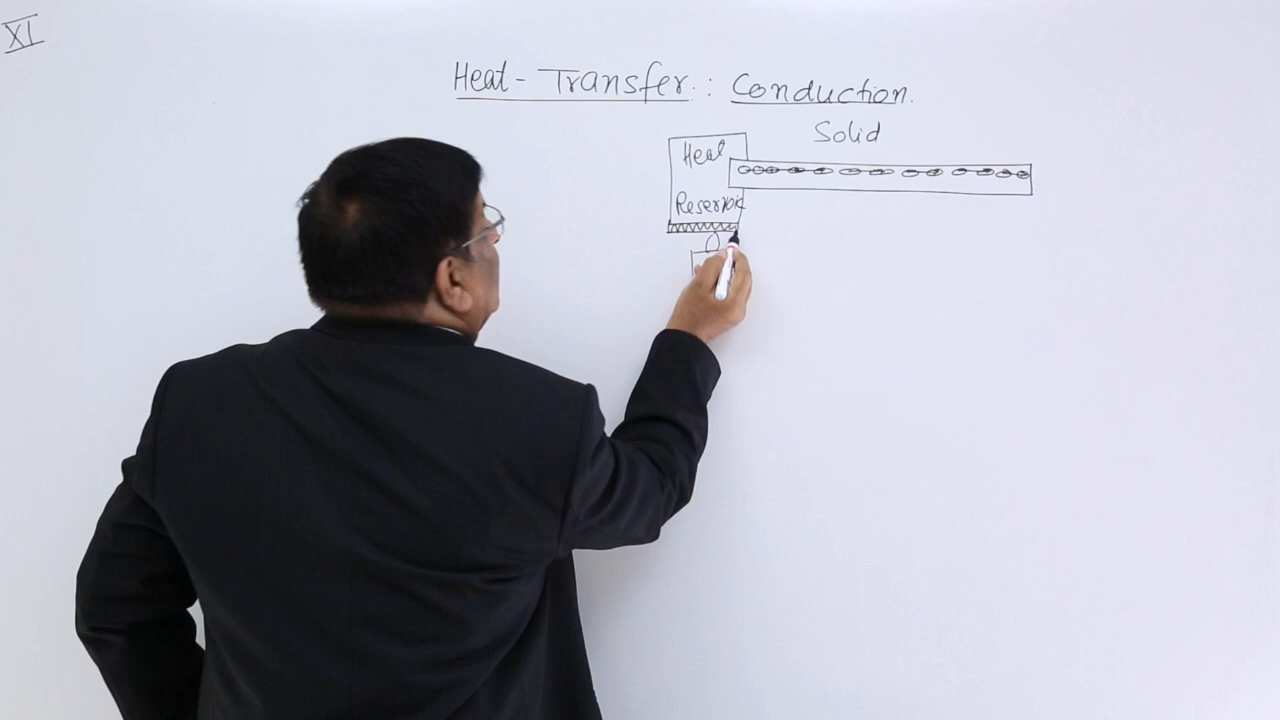 XI
Heat - Transfer : Conduction.
Solid
Heat
Reservoir